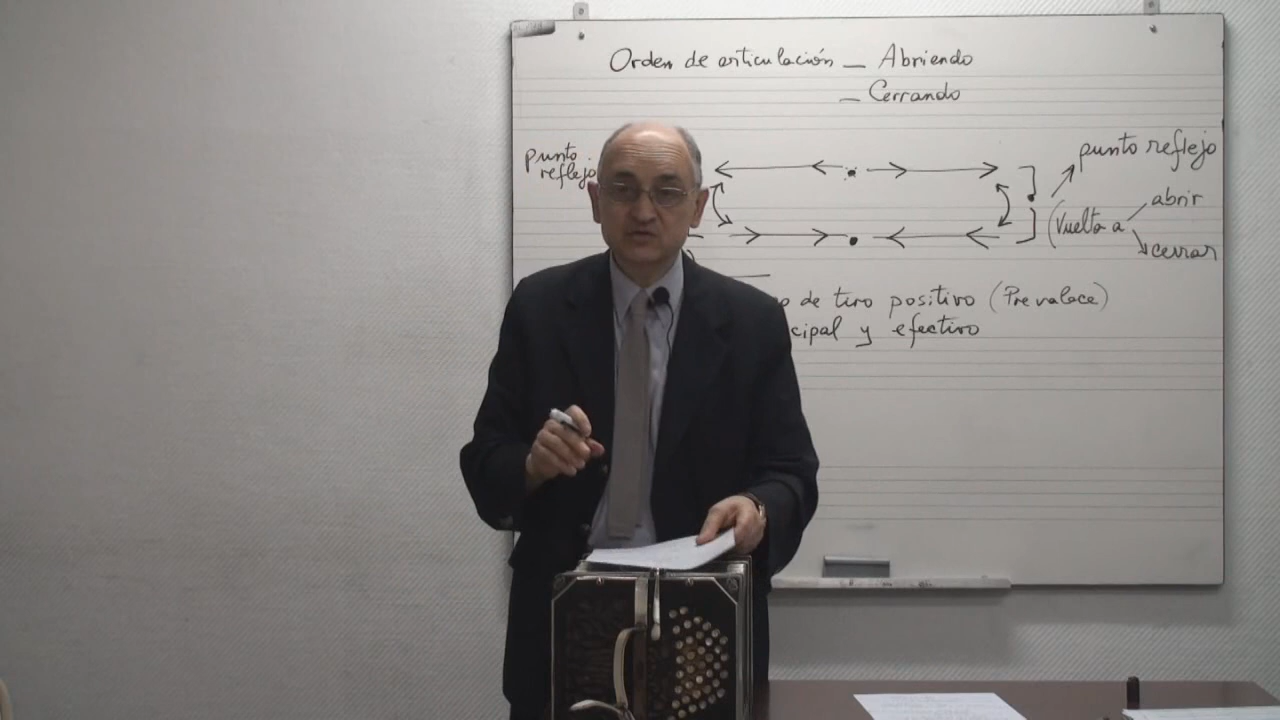 Orden de articulación — Abriendo
— Cerrando
punto
reflejo
punto reflejo
(Vuelta a
abrir
cerrar
de tiro positivo (Prevalece)
cipal y efectivo